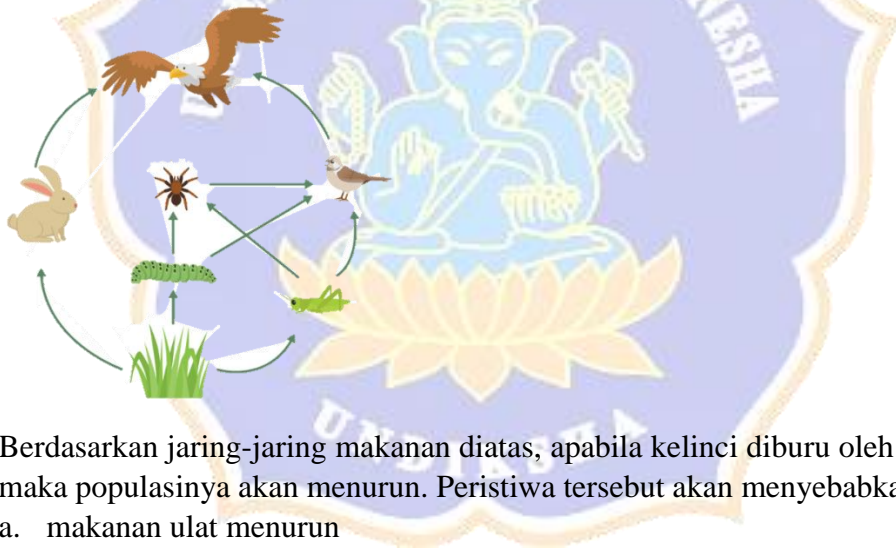 UNDIKSHA
Berdasarkan jaring-jaring makanan diatas, apabila kelinci diburu oleh
maka populasinya akan menurun. Peristiwa tersebut akan menyebabka
a. makanan ulat menurun